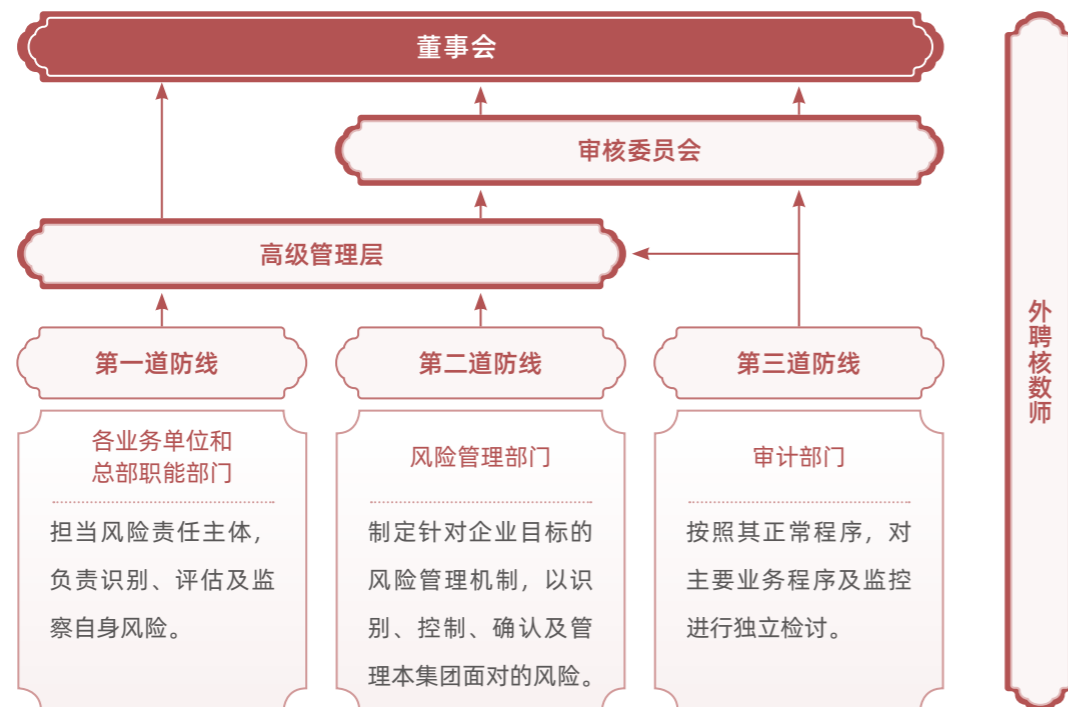 董事会
审核委员会
高级管理层
第一道防线
各业务单位和
总部职能部门
担当风险责任主体，
负责识别、评估及监
察自身风险。
第二道防线
风险管理部门
制定针对企业目标的
风险管理机制，以识
别、控制、确认及管
理本集团面对的风险。
第三道防线
审计部门
按照其正常程序，对
主要业务程序及监控
进行独立检讨。
外聘核数师